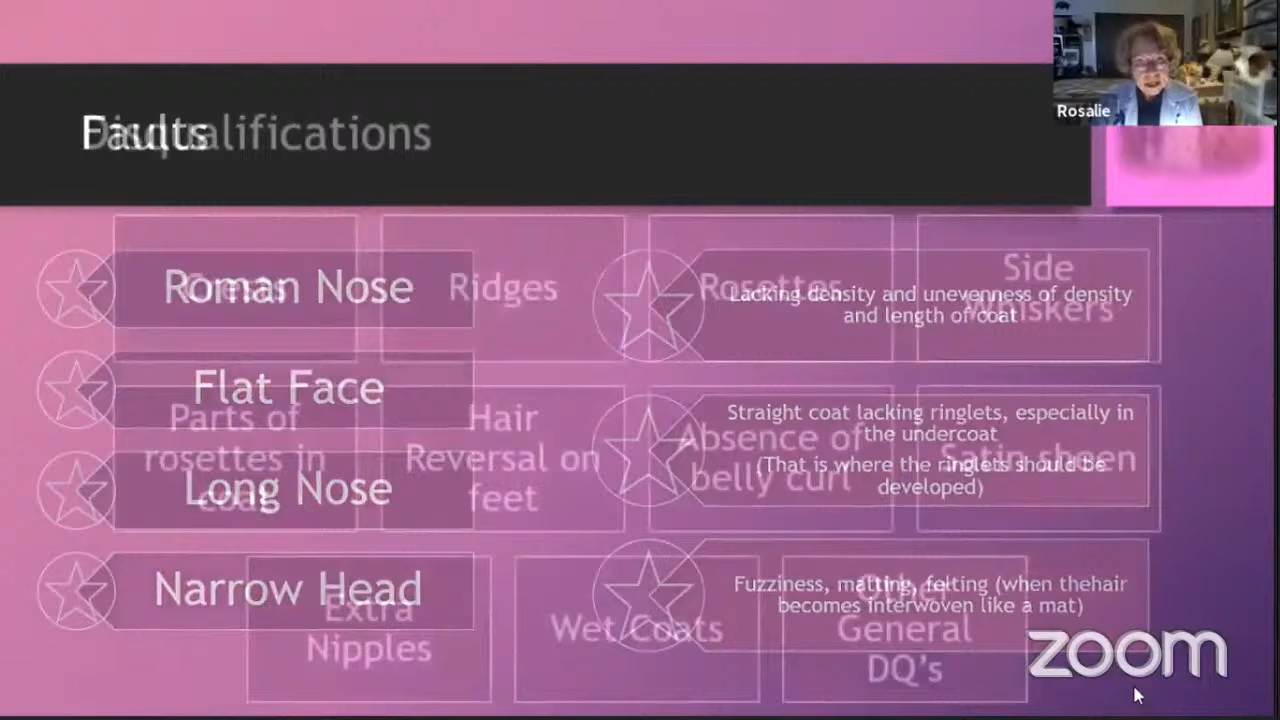 Faults
Disqualifications
Rosalie
Roman Nose
Flat Face
Long Nose
Narrow Head
Lacking density and unevenness of density
and length of coat
Straight coat lacking ringlets, especially in
the undercoat
(That is where the ringlets should be
developed)
Fuzziness, matting, felting (when thehair
becomes interwoven like a mat)
Crests
Ridges
Rosettes
Side
Whiskers
Parts of
rosettes in
coat
Hair
Reversal on
feet
Absence of
belly curl
Satin sheen
Extra
Nipples
Wet Coats
Other
General
DQ's
zoom